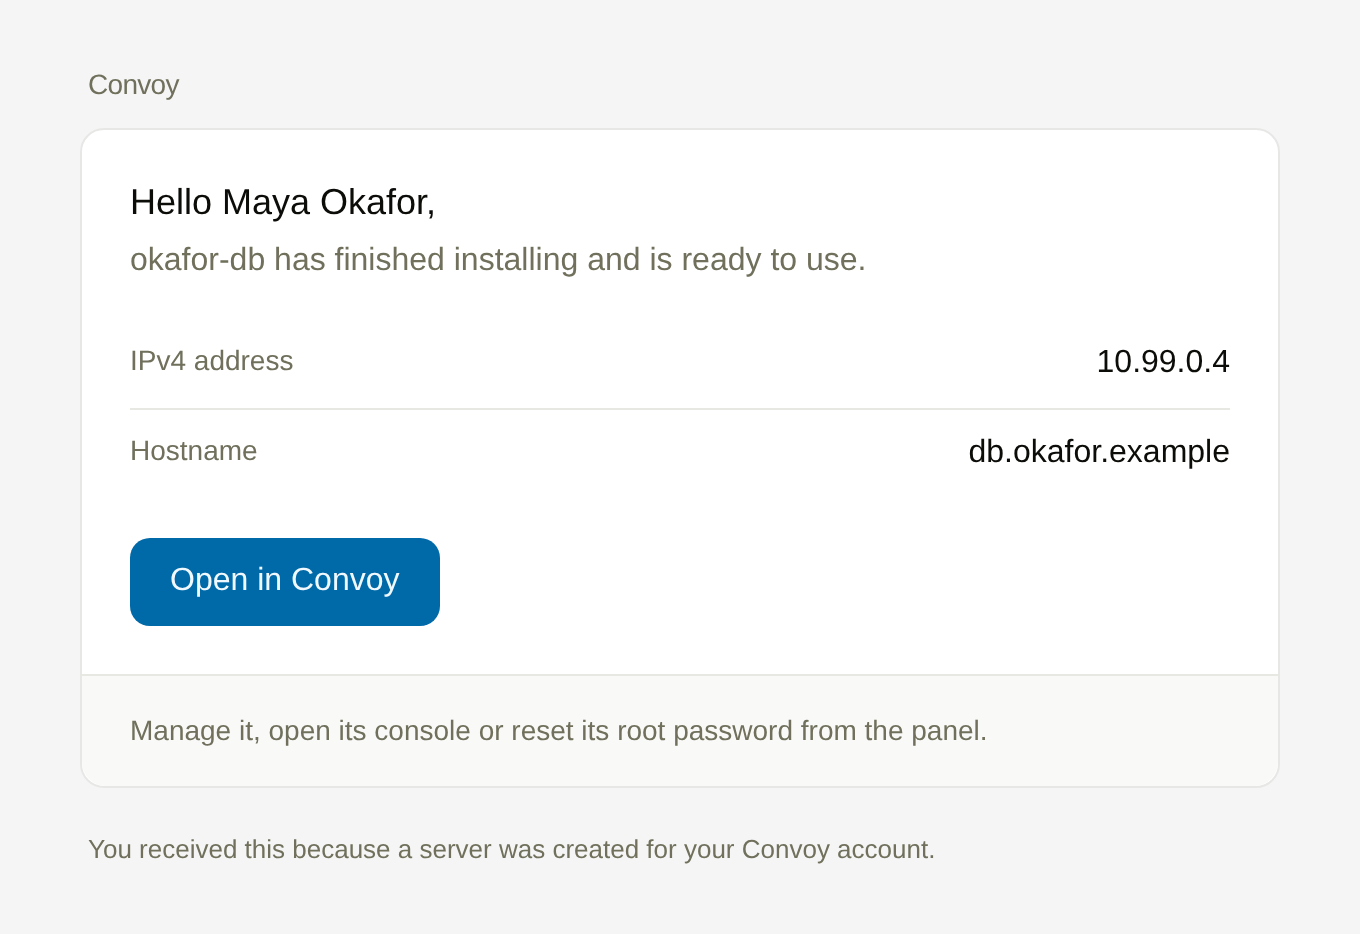 Convoy
Hello Maya Okafor,
okafor-db has finished installing and is ready to use.
IPv4 address 10.99.0.4
Hostname db.okafor.example
Open in Convoy
Manage it, open its console or reset its root password from the panel.
You received this because a server was created for your Convoy account.